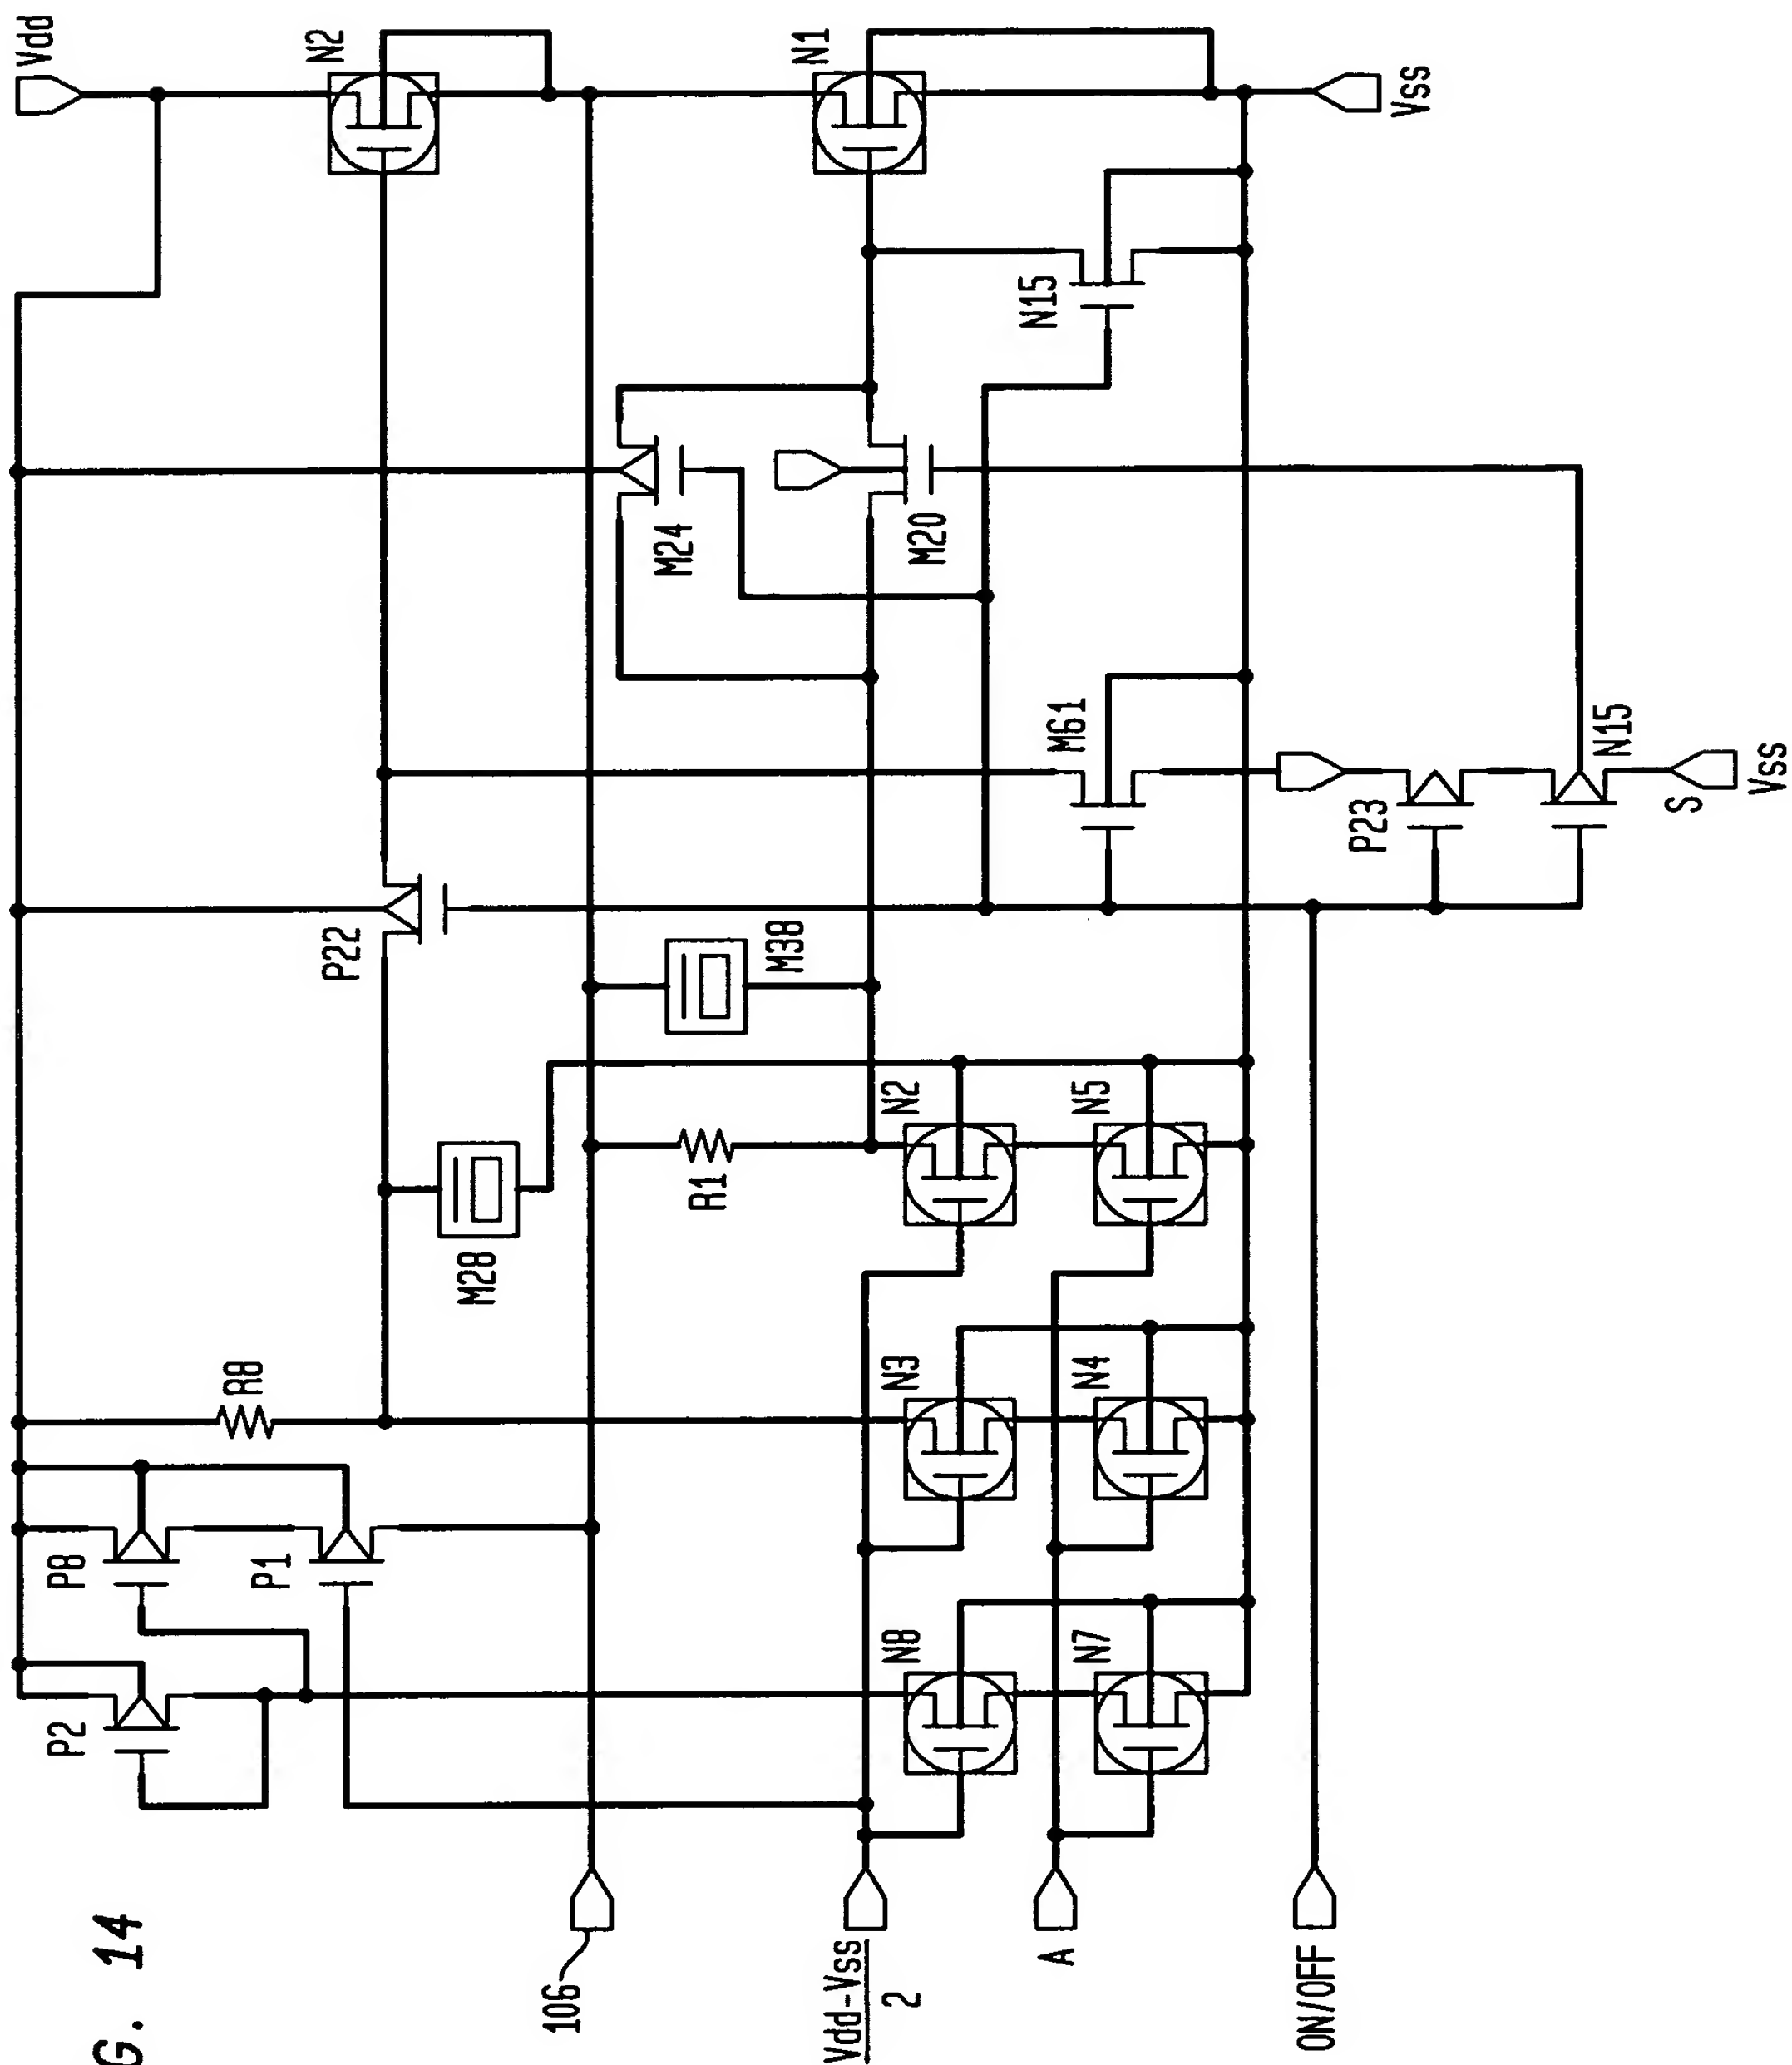 G. 14
P2
P8
Vdd
P1
R8
P22
N2
M28
106
R1
M24
M38
N1
Vdd-Vss
2
N8
N3
N2
M20
N15
A
N7
N4
N5
M61
ON/OFF
P23
Vss
N15
S
Vss